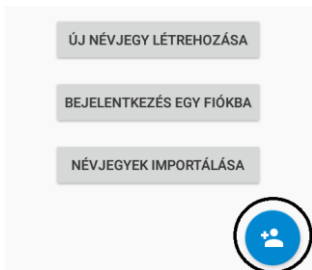 ÚJ NÉVJEGY LÉTREHOZÁSA
BEJELENTKEZÉS EGY FIÓKBA
NÉVJEGYEK IMPORTÁLÁSA